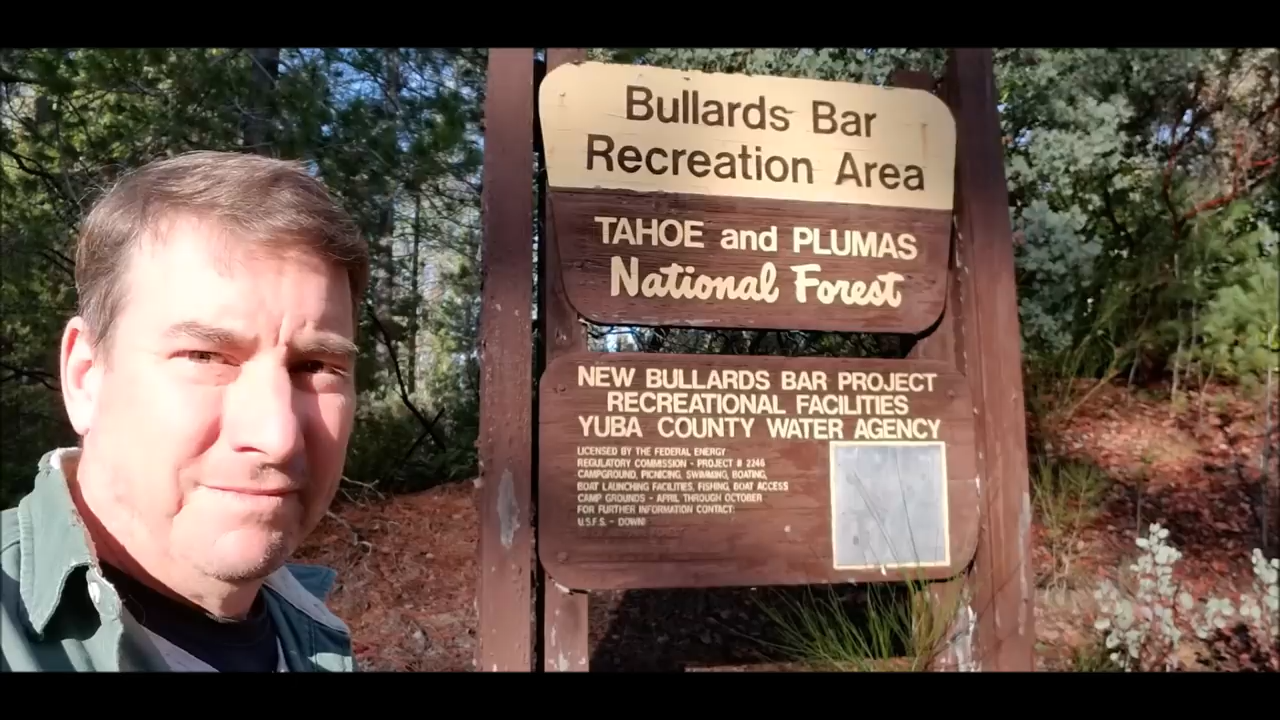 Bullards Bar
Recreation Area
TAHOE and PLUMAS
National Forest
NEW BULLARDS BAR PROJECT
RECREATIONAL FACILITIES
YUBA COUNTY WATER AGENCY
LICENSED BY THE FEDERAL ENERGY
REGULATORY COMMISSION - PROJECT # 2246
CAMPGROUND, PICNICING, SWIMMING, BOATING,
BOAT LAUNCHING FACILITIES, FISHING, BOAT ACCESS
CAMP GROUNDS - APRIL THROUGH OCTOBER
FOR FURTHER INFORMATION CONTACT:
U.S.F.S. -